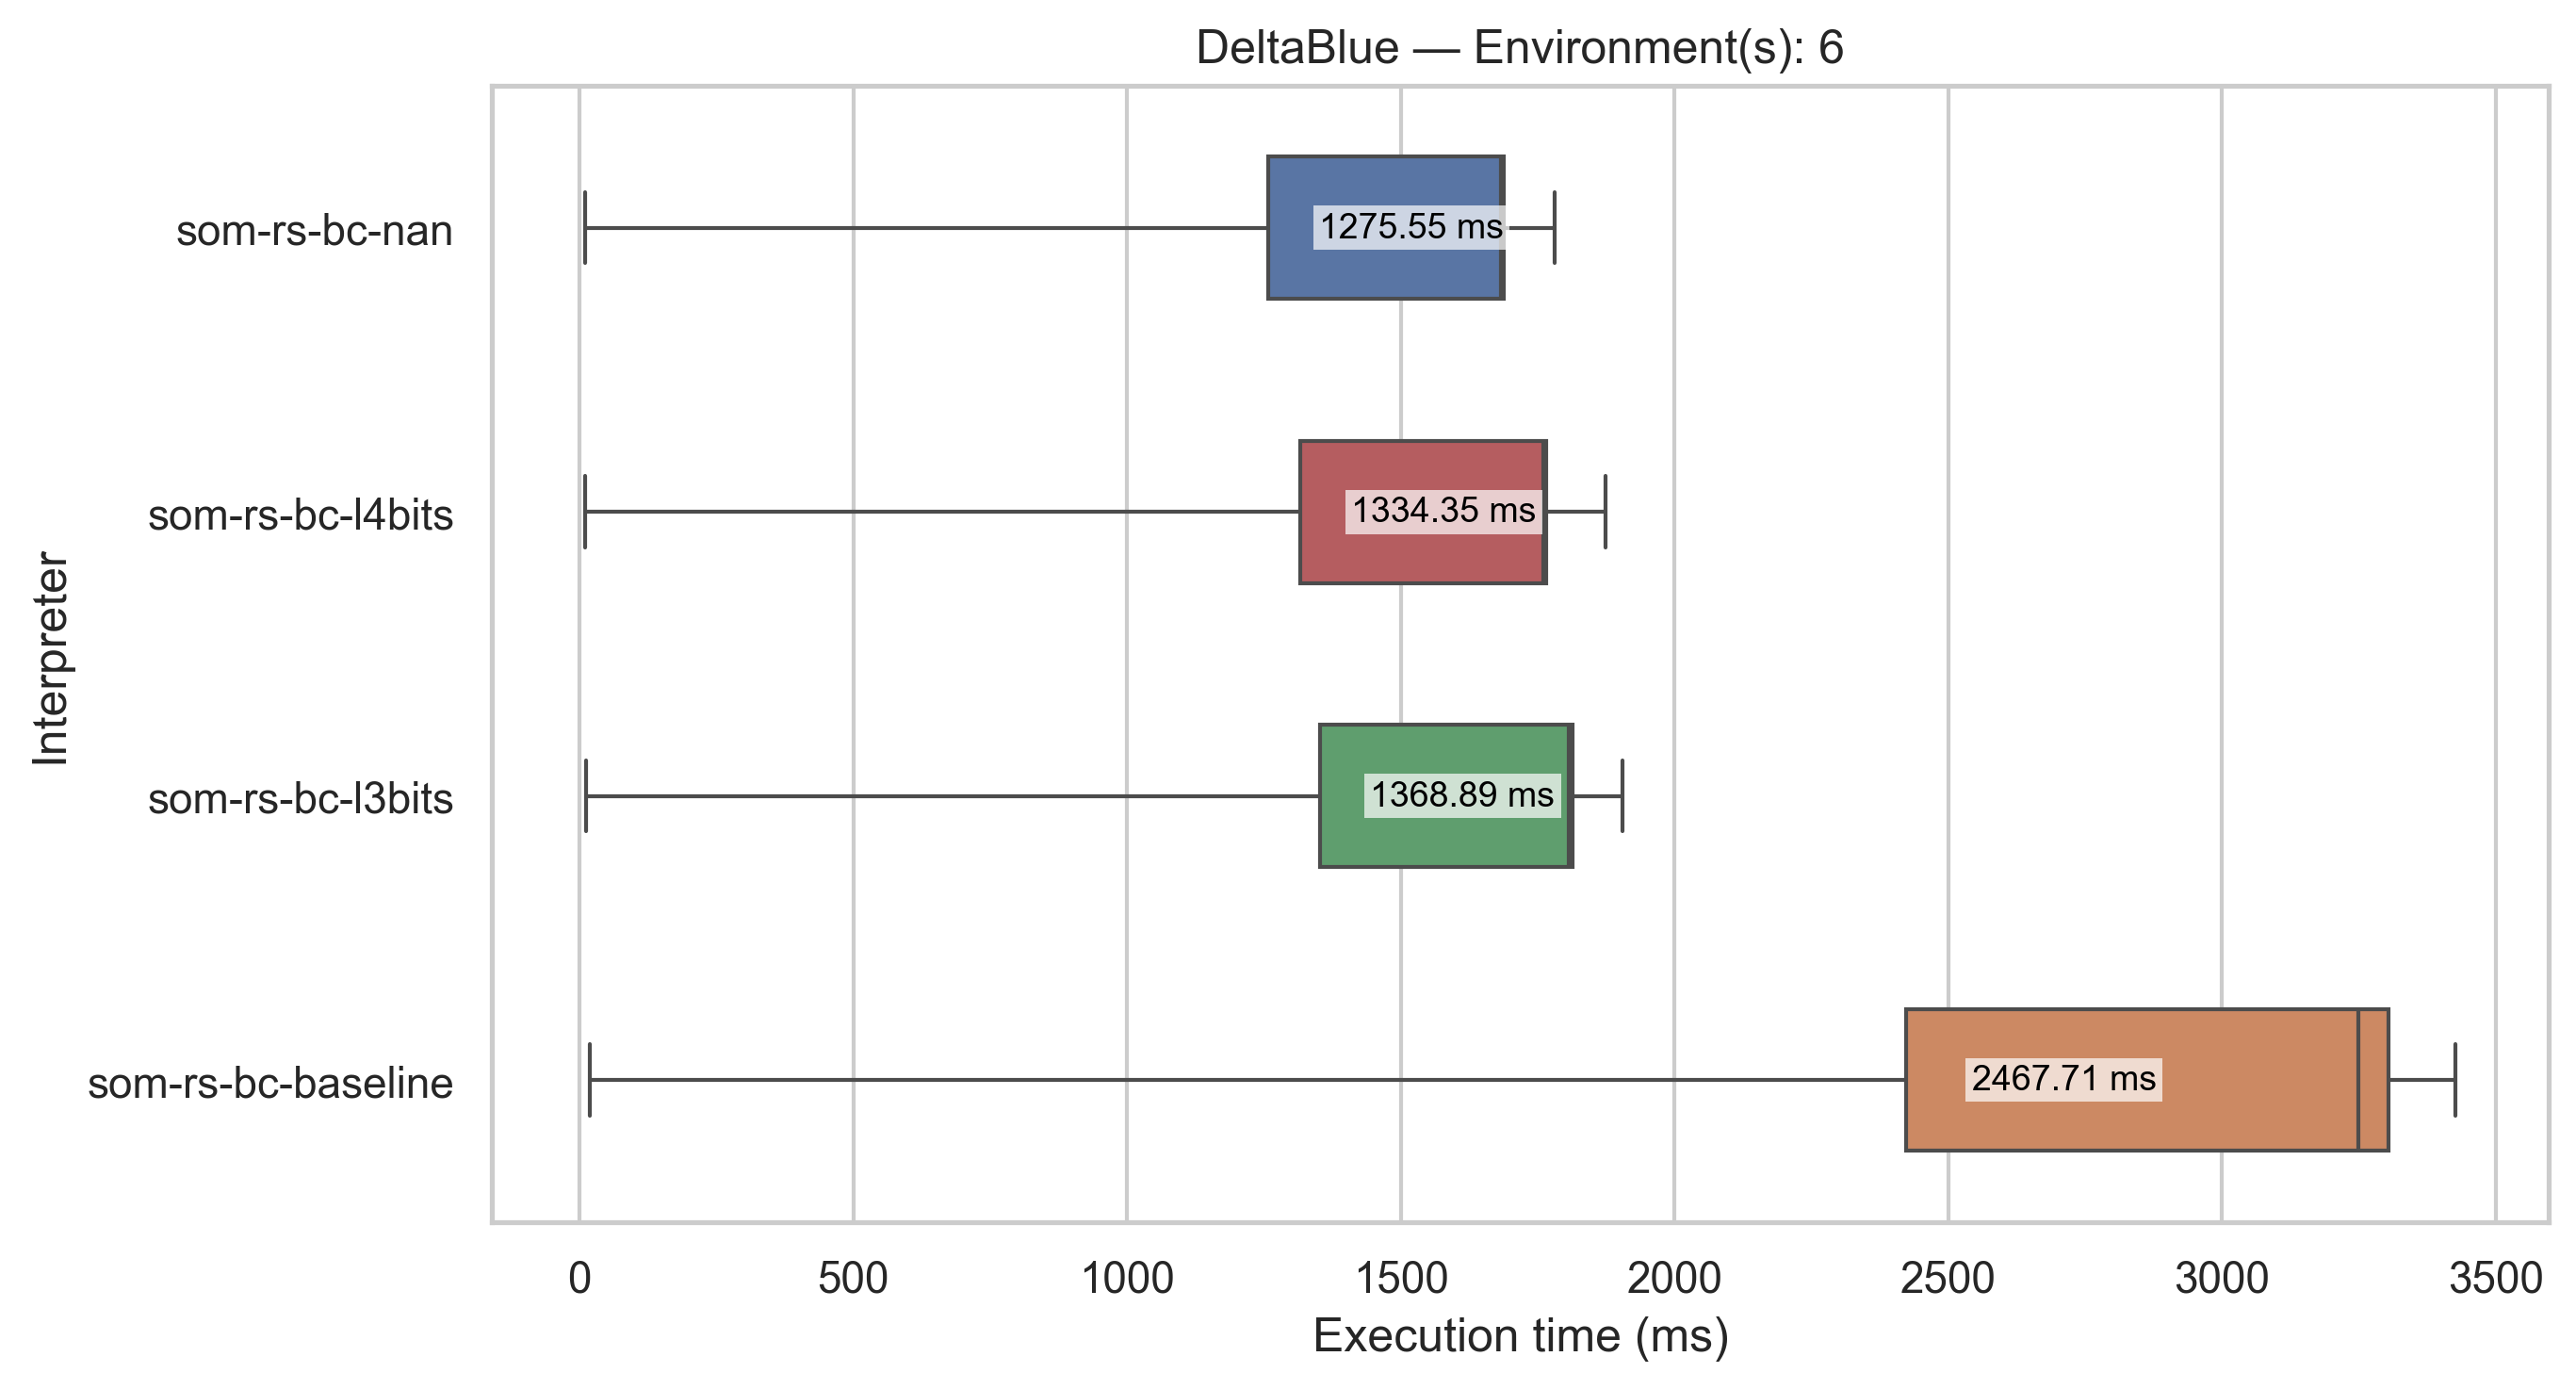 DeltaBlue — Environment(s): 6
som-rs-bc-nan
1275.55 ms
som-rs-bc-l4bits
1334.35 ms
som-rs-bc-l3bits
1368.89 ms
som-rs-bc-baseline
2467.71 ms
Interpreter
0 500 1000 1500 2000 2500 3000 3500
Execution time (ms)